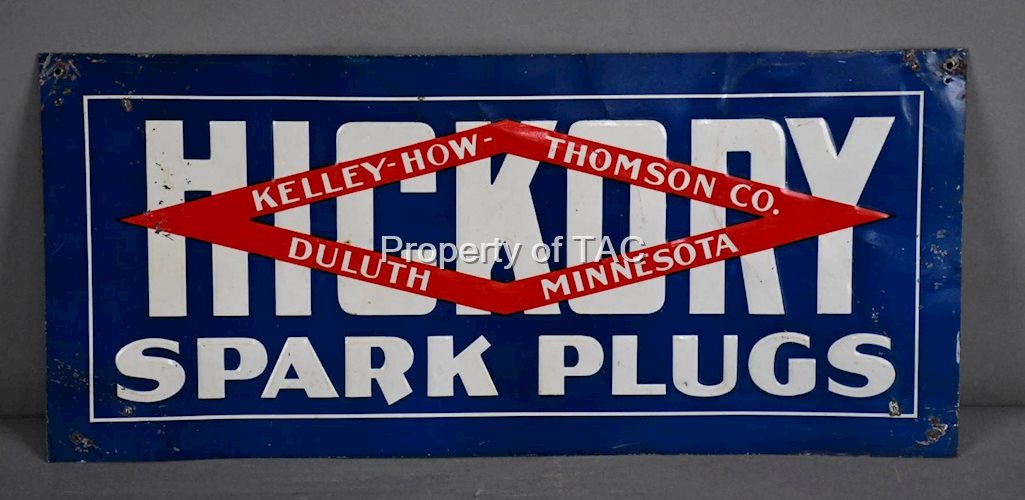 HICKORY
KELLEY-HOW-THOMSON CO.
DULUTH MINNESOTA
Property of TAC
SPARK PLUGS